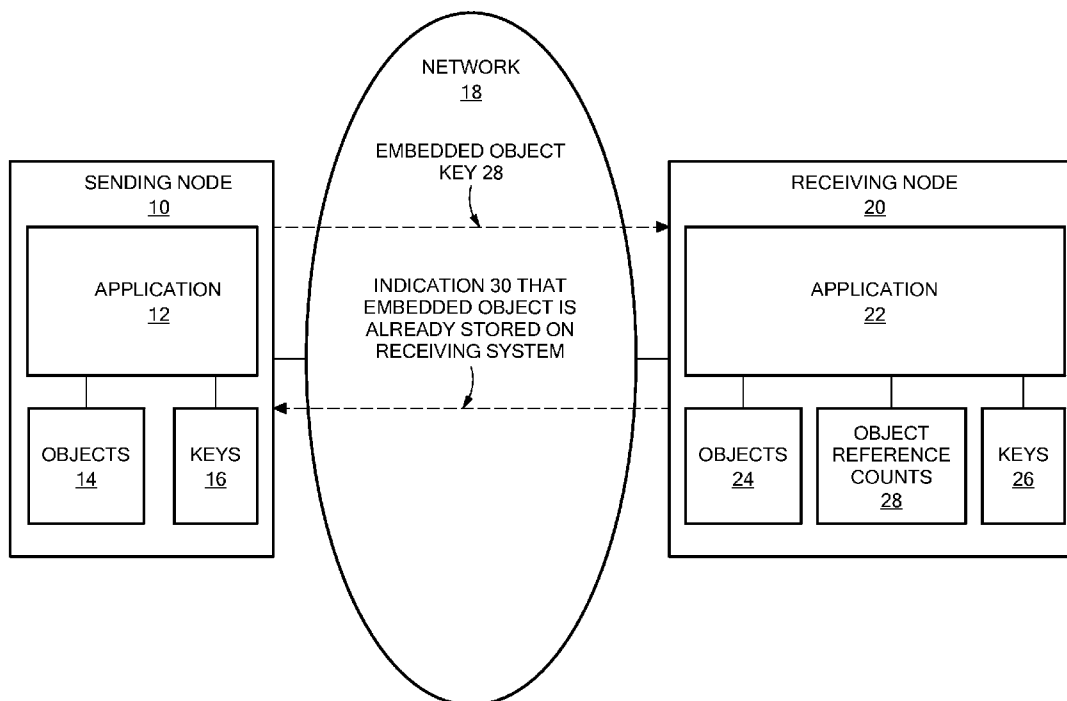 NETWORK
18
EMBEDDED OBJECT
KEY 28
SENDING NODE
10
APPLICATION
12
OBJECTS
14
KEYS
16
INDICATION 30 THAT
EMBEDDED OBJECT IS
ALREADY STORED ON
RECEIVING SYSTEM
RECEIVING NODE
20
APPLICATION
22
OBJECTS
24
OBJECT
REFERENCE
COUNTS
28
KEYS
26